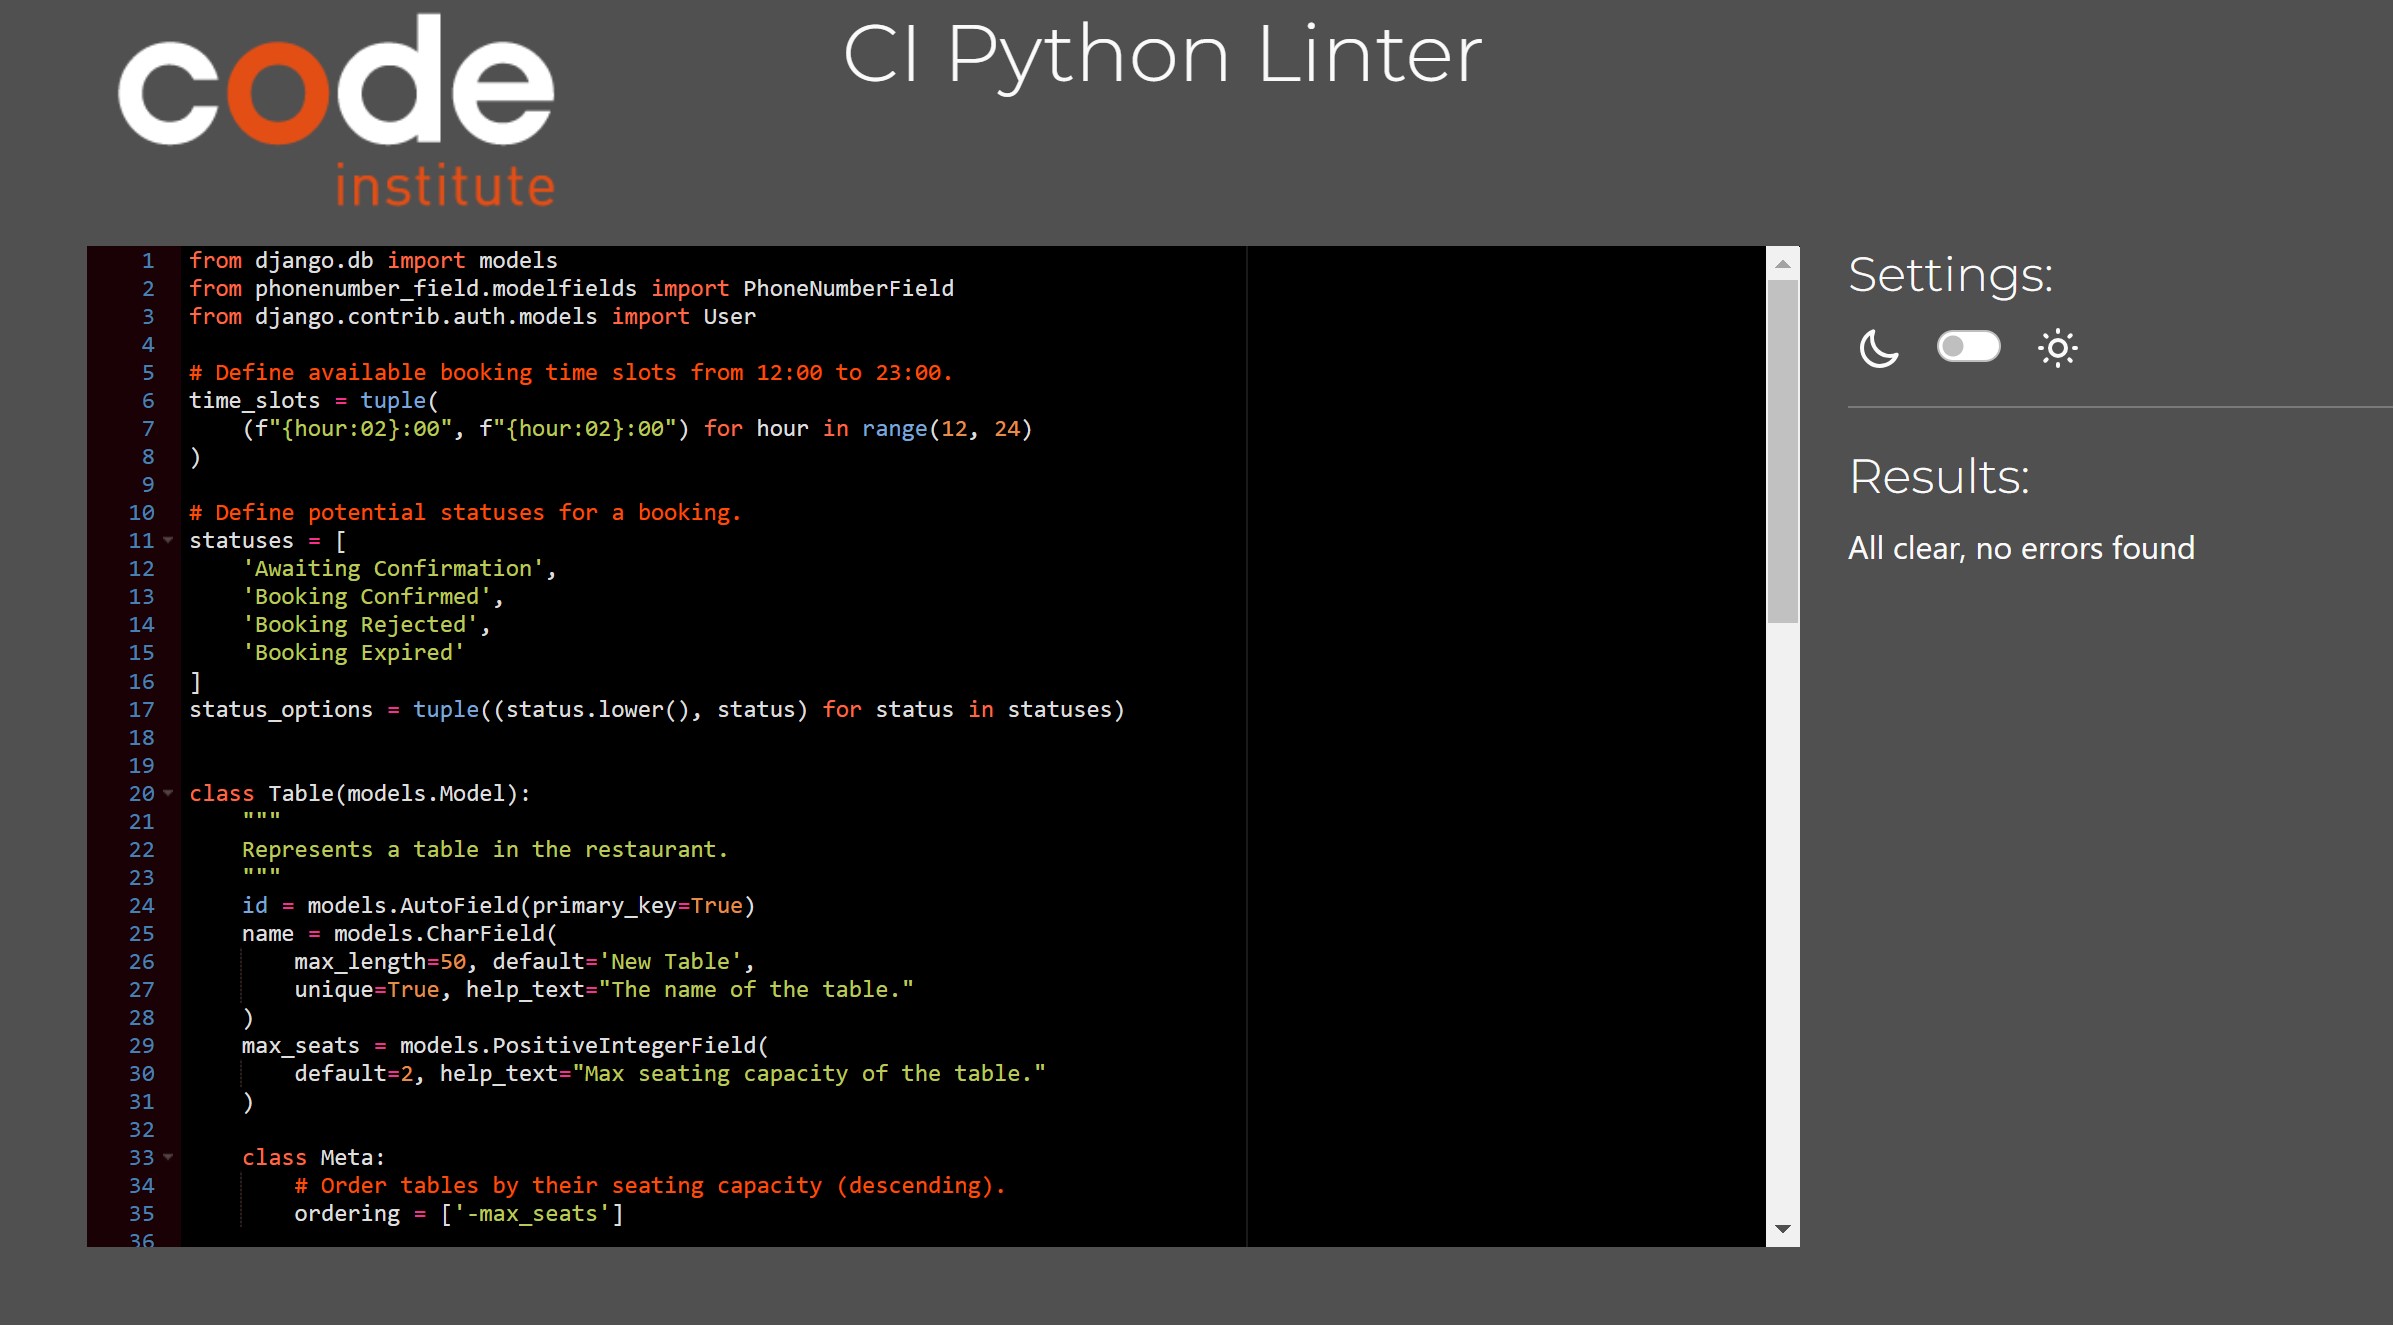 code
institute
CI Python Linter
1 from django.db import models
2 from phonenumber_field.modelfields import PhoneNumberField
3 from django.contrib.auth.models import User
4
5 # Define available booking time slots from 12:00 to 23:00.
6 time_slots = tuple(
7     (f"{hour:02}:00", f"{hour:02}:00") for hour in range(12, 24)
8 )
9
10 # Define potential statuses for a booking.
11 statuses = [
12     'Awaiting Confirmation',
13     'Booking Confirmed',
14     'Booking Rejected',
15     'Booking Expired'
16 ]
17 status_options = tuple((status.lower(), status) for status in statuses)
18
19
20 class Table(models.Model):
21     """
22     Represents a table in the restaurant.
23     """
24     id = models.AutoField(primary_key=True)
25     name = models.CharField(
26         max_length=50, default='New Table',
27         unique=True, help_text="The name of the table."
28     )
29     max_seats = models.PositiveIntegerField(
30         default=2, help_text="Max seating capacity of the table."
31     )
32
33     class Meta:
34         # Order tables by their seating capacity (descending).
35         ordering = ['-max_seats']
36
Settings:
Results:
All clear, no errors found